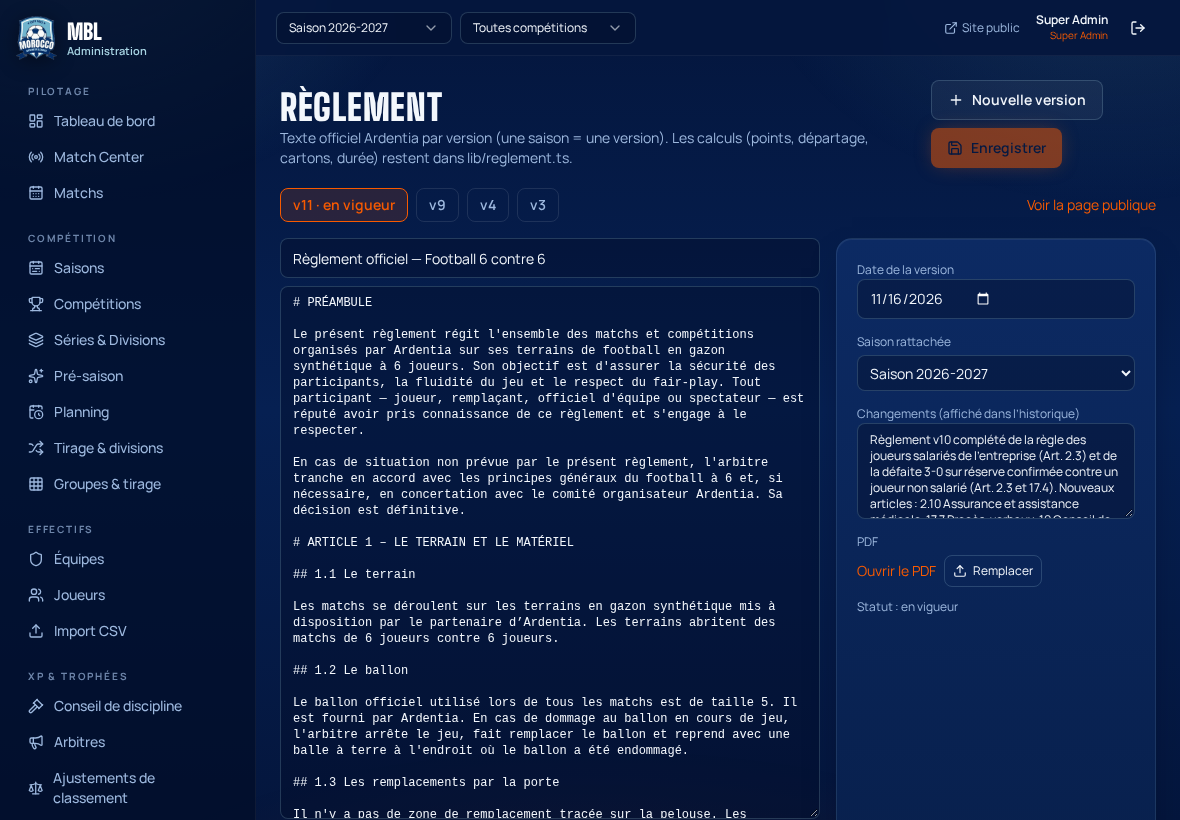 MBL
Administration
PILOTAGE
Tableau de bord
Match Center
Matchs
COMPÉTITION
Saisons
Compétitions
Séries & Divisions
Pré-saison
Planning
Tirage & divisions
Groupes & tirage
EFFECTIFS
Équipes
Joueurs
Import CSV
XP & TROPHÉES
Conseil de discipline
Arbitres
Ajustements de
classement
Saison 2026-2027
Toutes compétitions
Site public
Super Admin
Super Admin
RÈGLEMENT
Texte officiel Ardentia par version (une saison = une version). Les calculs (points, départage,
cartons, durée) restent dans lib/reglement.ts.
Nouvelle version
Enregistrer
v11 · en vigueur
v9
v4
v3
Voir la page publique
Règlement officiel — Football 6 contre 6
# PRÉAMBULE
Le présent règlement régit l'ensemble des matchs et compétitions
organisés par Ardentia sur ses terrains de football en gazon
synthétique à 6 joueurs. Son objectif est d'assurer la sécurité des
participants, la fluidité du jeu et le respect du fair-play. Tout
participant — joueur, remplaçant, officiel d'équipe ou spectateur — est
réputé avoir pris connaissance de ce règlement et s'engage à le
respecter.
En cas de situation non prévue par le présent règlement, l'arbitre
tranche en accord avec les principes généraux du football à 6 et, si
nécessaire, en concertation avec le comité organisateur Ardentia. Sa
décision est définitive.
# ARTICLE 1 – LE TERRAIN ET LE MATÉRIEL
## 1.1 Le terrain
Les matchs se déroulent sur les terrains en gazon synthétique mis à
disposition par le partenaire d’Ardentia. Les terrains abritent des
matchs de 6 joueurs contre 6 joueurs.
## 1.2 Le ballon
Le ballon officiel utilisé lors de tous les matchs est de taille 5. Il
est fourni par Ardentia. En cas de dommage au ballon en cours de jeu,
l'arbitre arrête le jeu, fait remplacer le ballon et reprend avec une
balle à terre à l'endroit où le ballon a été endommagé.
## 1.3 Les remplacements par la porte
Il n'y a pas de zone de remplacement tracée sur la pelouse. Les
Date de la version
11/16/2026
Saison rattachée
Saison 2026-2027
Changements (affiché dans l'historique)
Règlement v10 complété de la règle des
joueurs salariés de l'entreprise (Art. 2.3) et de
la défaite 3-0 sur réserve confirmée contre un
joueur non salarié (Art. 2.3 et 17.4). Nouveaux
articles : 2.10 Assurance et assistance
PDF
Ouvrir le PDF
Remplacer
Statut : en vigueur
MOROCCO